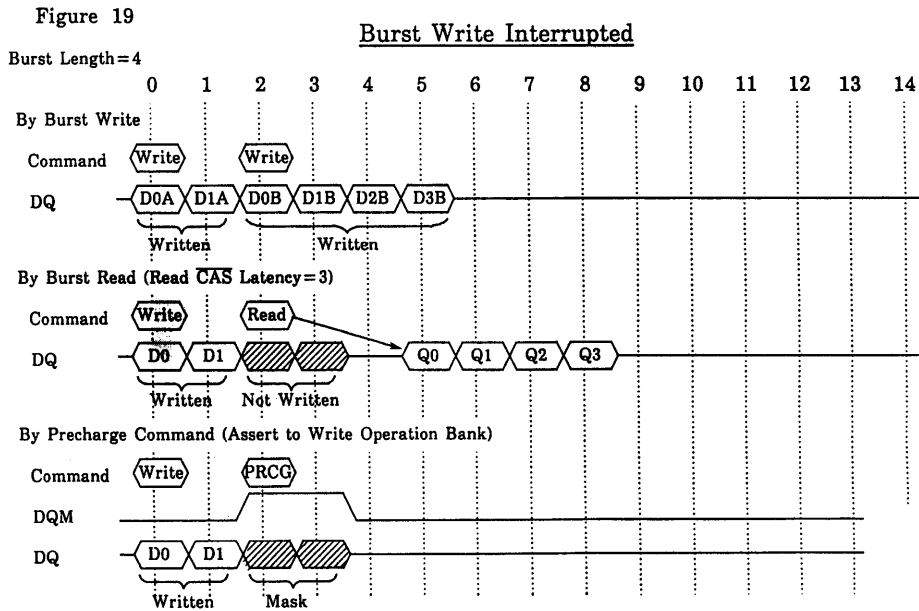 Figure 19
Burst Write Interrupted
Burst Length=4
0 1 2 3 4 5 6 7 8 9 10 11 12 13 14
By Burst Write
Command Write Write
DQ D0A D1A D0B D1B D2B D3B
Written Written
By Burst Read (Read CAS Latency=3)
Command Write Read
DQ D0 D1 Q0 Q1 Q2 Q3
Written Not Written
By Precharge Command (Assert to Write Operation Bank)
Command Write PRCG
DQM
DQ D0 D1
Written Mask